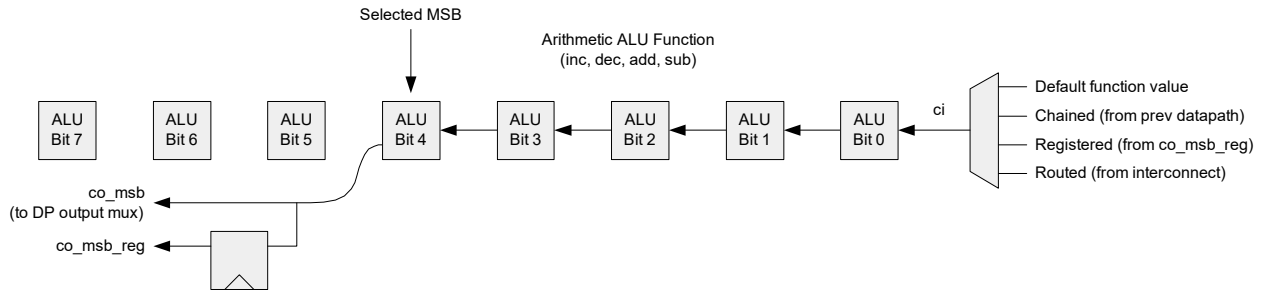 Selected MSB
Arithmetic ALU Function
(inc, dec, add, sub)
ALU
Bit 7
ALU
Bit 6
ALU
Bit 5
ALU
Bit 4
ALU
Bit 3
ALU
Bit 2
ALU
Bit 1
ALU
Bit 0
ci
Default function value
Chained (from prev datapath)
Registered (from co_msb_reg)
Routed (from interconnect)
co_msb
(to DP output mux)
co_msb_reg